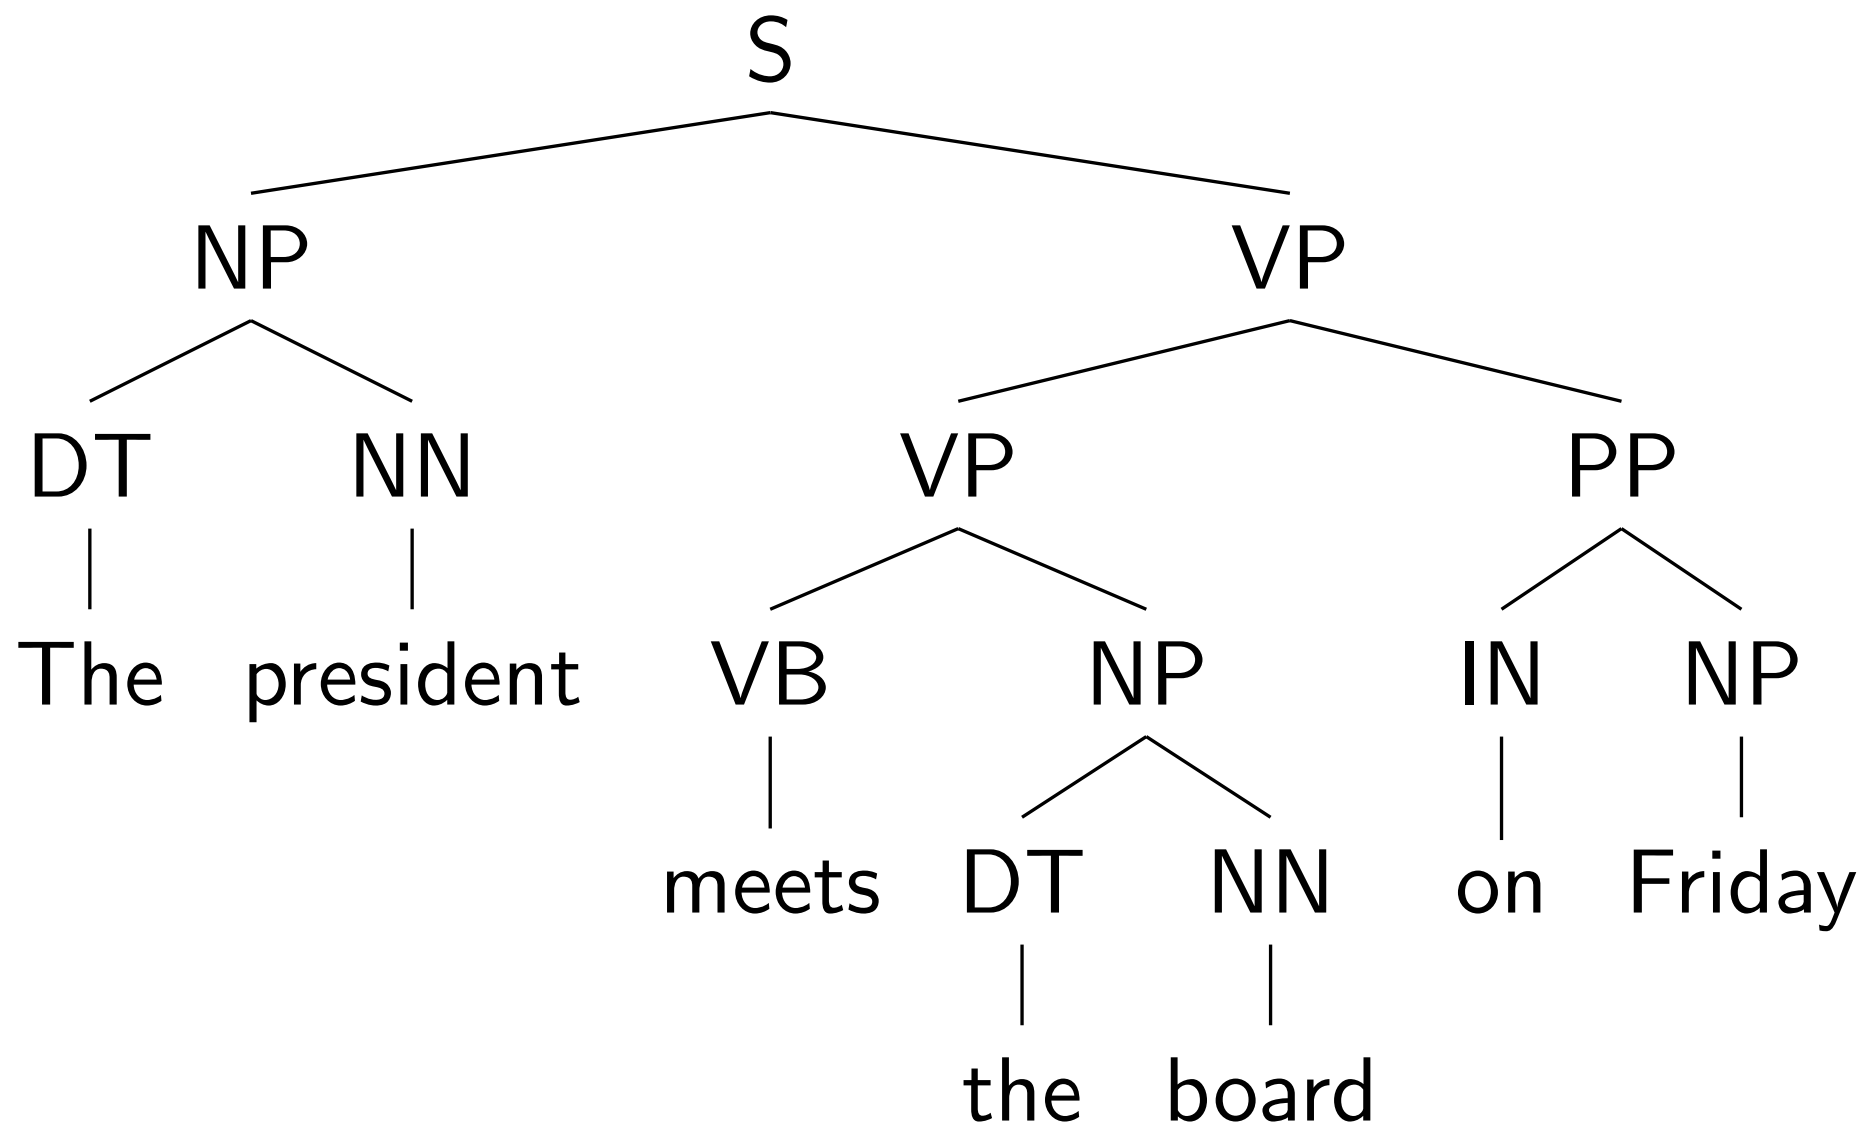 S
NP VP
DT NN VP PP
The president VB NP IN NP
meets DT NN on Friday
the board